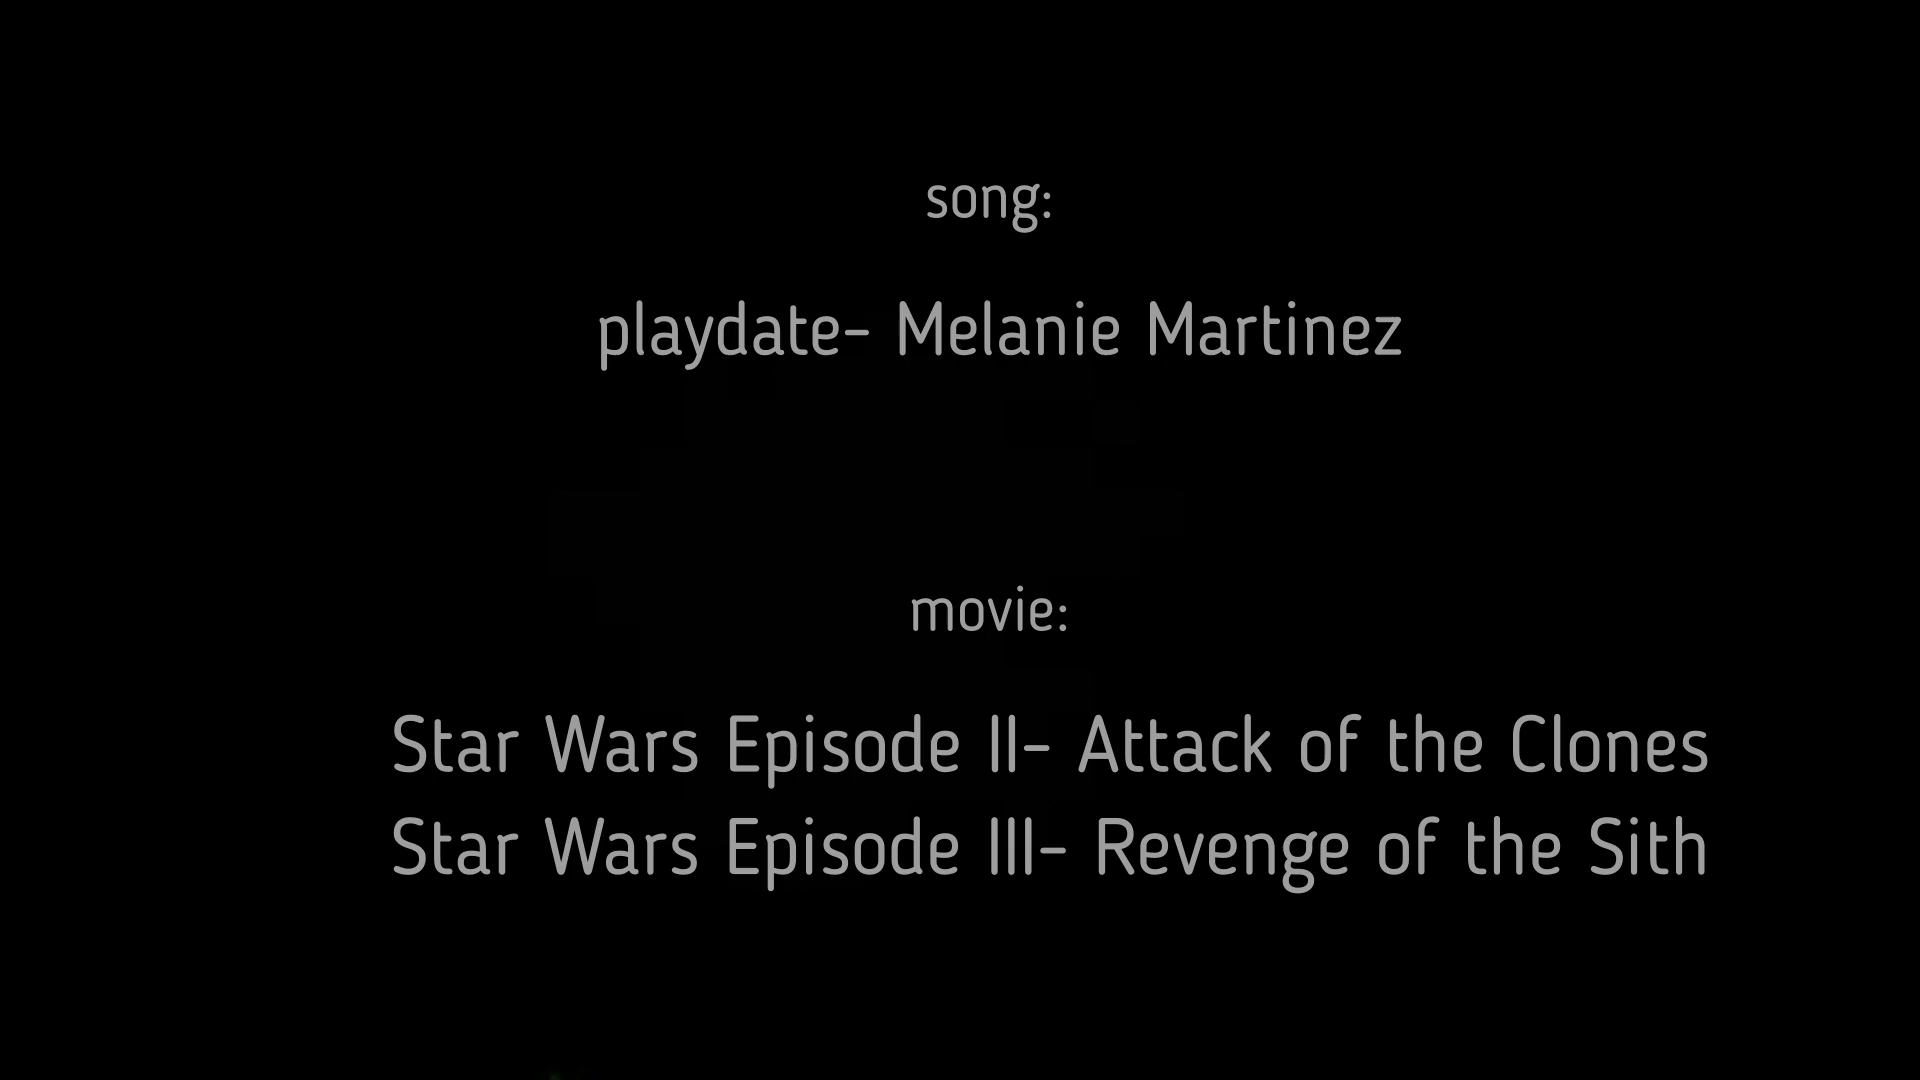 song:
playdate- Melanie Martinez
movie:
Star Wars Episode II- Attack of the Clones
Star Wars Episode III- Revenge of the Sith